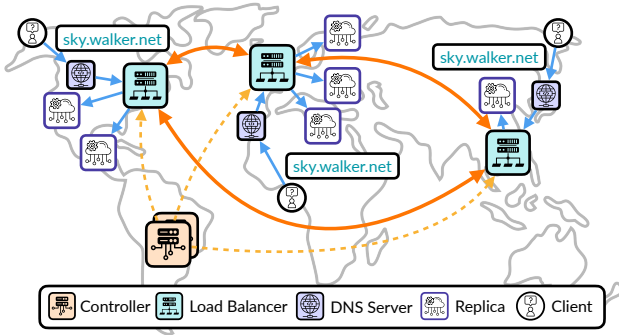 sky.walker.net
sky.walker.net
sky.walker.net
Controller
Load Balancer
DNS Server
Replica
Client